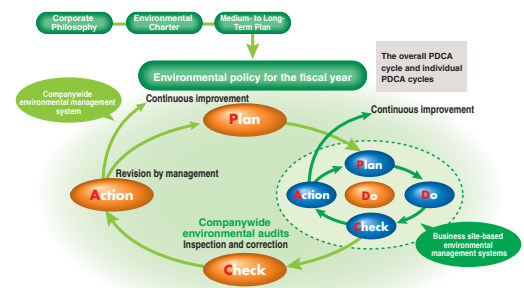 Corporate
Philosophy
Environmental
Charter
Medium- to Long-
Term Plan
The overall PDCA
cycle and individual
PDCA cycles
Environmental policy for the fiscal year
Companywide
environmental management
system
Continuous improvement
Continuous improvement
Plan
Plan
Revision by management
Action
Action
Do
Do
Check
Companywide
environmental audits
Inspection and correction
Business site-based
environmental
management systems
Check